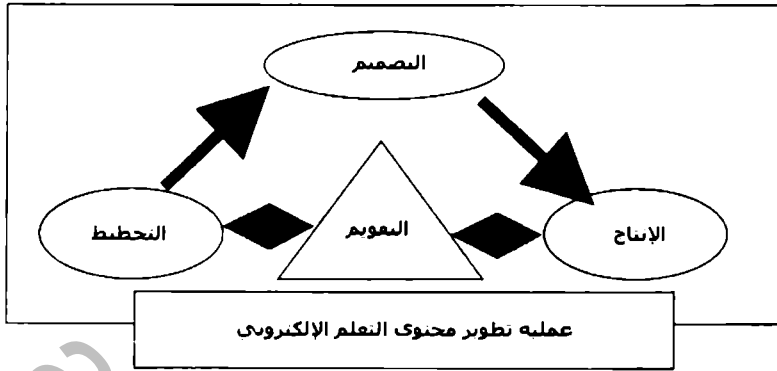 التصميم
التخطيط
التقويم
الإنتاج
عملية تطوير محتوى التعلم الإلكتروني